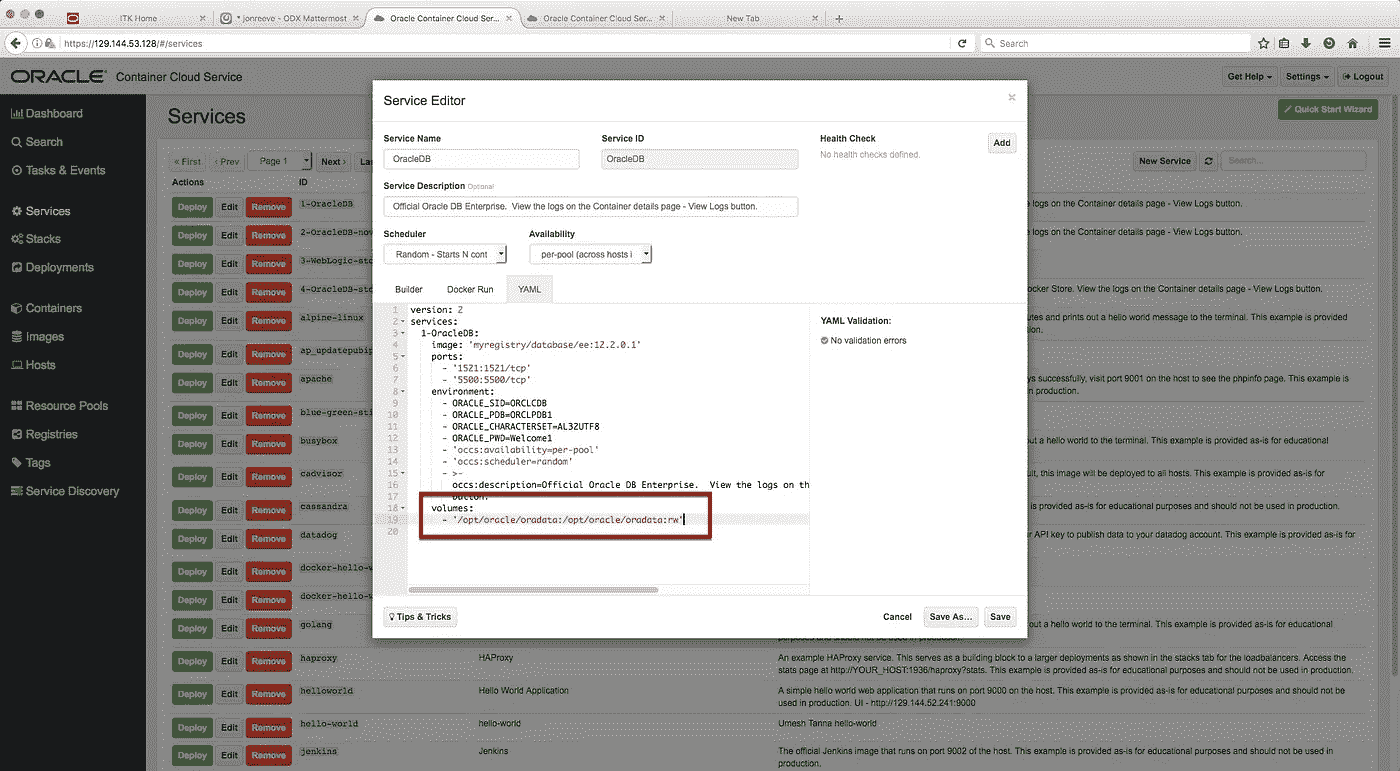 ITK Home
* jonreove - ODX Mattermost
Oracle Container Cloud Ser...
Oracle Container Cloud Ser...
New Tab
https://129.144.53.128/#/services
Search
ORACLE Container Cloud Service
Get Help
Settings
Logout
Dashboard
Search
Tasks & Events
Services
Stacks
Deployments
Containers
Images
Hosts
Resource Pools
Registries
Tags
Service Discovery
Services
Quick Start Wizard
« First
‹ Prev
Page 1
Next ›
New Service
Search...
Actions
ID
Deploy Edit Remove 1-OracleDB
the logs on the Container details page - View Logs button.
Deploy Edit Remove 2-OracleDB-nov
the logs on the Container details page - View Logs button.
Deploy Edit Remove 3-WebLogic-sto
Deploy Edit Remove 4-OracleDB-sto
ocker Store. View the logs on the Container details page - View Logs button.
Deploy Edit Remove alpine-linux
utes and prints out a hello world message to the terminal. This example is provided
on.
Deploy Edit Remove ap_updatepubip
Deploy Edit Remove apache
ys successfully, visit port 9001 on the host to see the phpinfo page. This example is
n production.
Deploy Edit Remove blue-green-sti
Deploy Edit Remove busybox
out a hello world to the terminal. This example is provided as-is for educational
Deploy Edit Remove cadvisor
ult, this image will be deployed to all hosts. This example is provided as-is for
Deploy Edit Remove cassandra
ed as-is for educational purposes and should not be used in production.
Deploy Edit Remove datadog
r API key to publish data to your datadog account. This example is provided as-is for
Deploy Edit Remove docker-hello-w
Deploy Edit Remove docker-hello-w
Deploy Edit Remove golang
out a hello world to the terminal. This example is provided as-is for educational
purposes and should not be used in production.
Deploy Edit Remove haproxy HAProxy An example HAProxy service. This serves as a building block to a larger deployments as shown in the stacks tab for the loadbalancers. Access the
stats page at http://YOUR_HOST:1936/haproxy?stats. This example is provided as-is for educational purposes and should not be used in production.
Deploy Edit Remove helloworld Hello World Application A simple hello world web application that runs on port 9000 on the host. This example is provided as-is for educational purposes and should not be
used in production. UI - http://129.144.52.241:9000
Deploy Edit Remove hello-world hello-world Umesh Tanna hello-world
Deploy Edit Remove jenkins Jenkins The official Jenkins image that runs on port 9002 of the host. This example is provided as-is for educational purposes and should not be used in
production.
Service Editor
×
Service Name
OracleDB
Service ID
OracleDB
Health Check
No health checks defined.
Add
Service Description Optional
Official Oracle DB Enterprise.  View the logs on the Container details page - View Logs button.
Scheduler
Random - Starts N cont
Availability
per-pool (across hosts i
Builder
Docker Run
YAML
1 version: 2
2 services:
3 1-OracleDB:
4 image: 'myregistry/database/ee:12.2.0.1'
5 ports:
6 - '1521:1521/tcp'
7 - '5500:5500/tcp'
8 environment:
9 - ORACLE_SID=ORCLCDB
10 - ORACLE_PDB=ORCLPDB1
11 - ORACLE_CHARACTERSET=AL32UTF8
12 - ORACLE_PWD=Welcome1
13 - 'occs:availability=per-pool'
14 - 'occs:scheduler=random'
15 - >-
16 occs:description=Official Oracle DB Enterprise.  View the logs on th
17 button.
18 volumes:
19 - '/opt/oracle/oradata:/opt/oracle/oradata:rw'
20
YAML Validation:
No validation errors
Tips & Tricks
Cancel
Save As...
Save